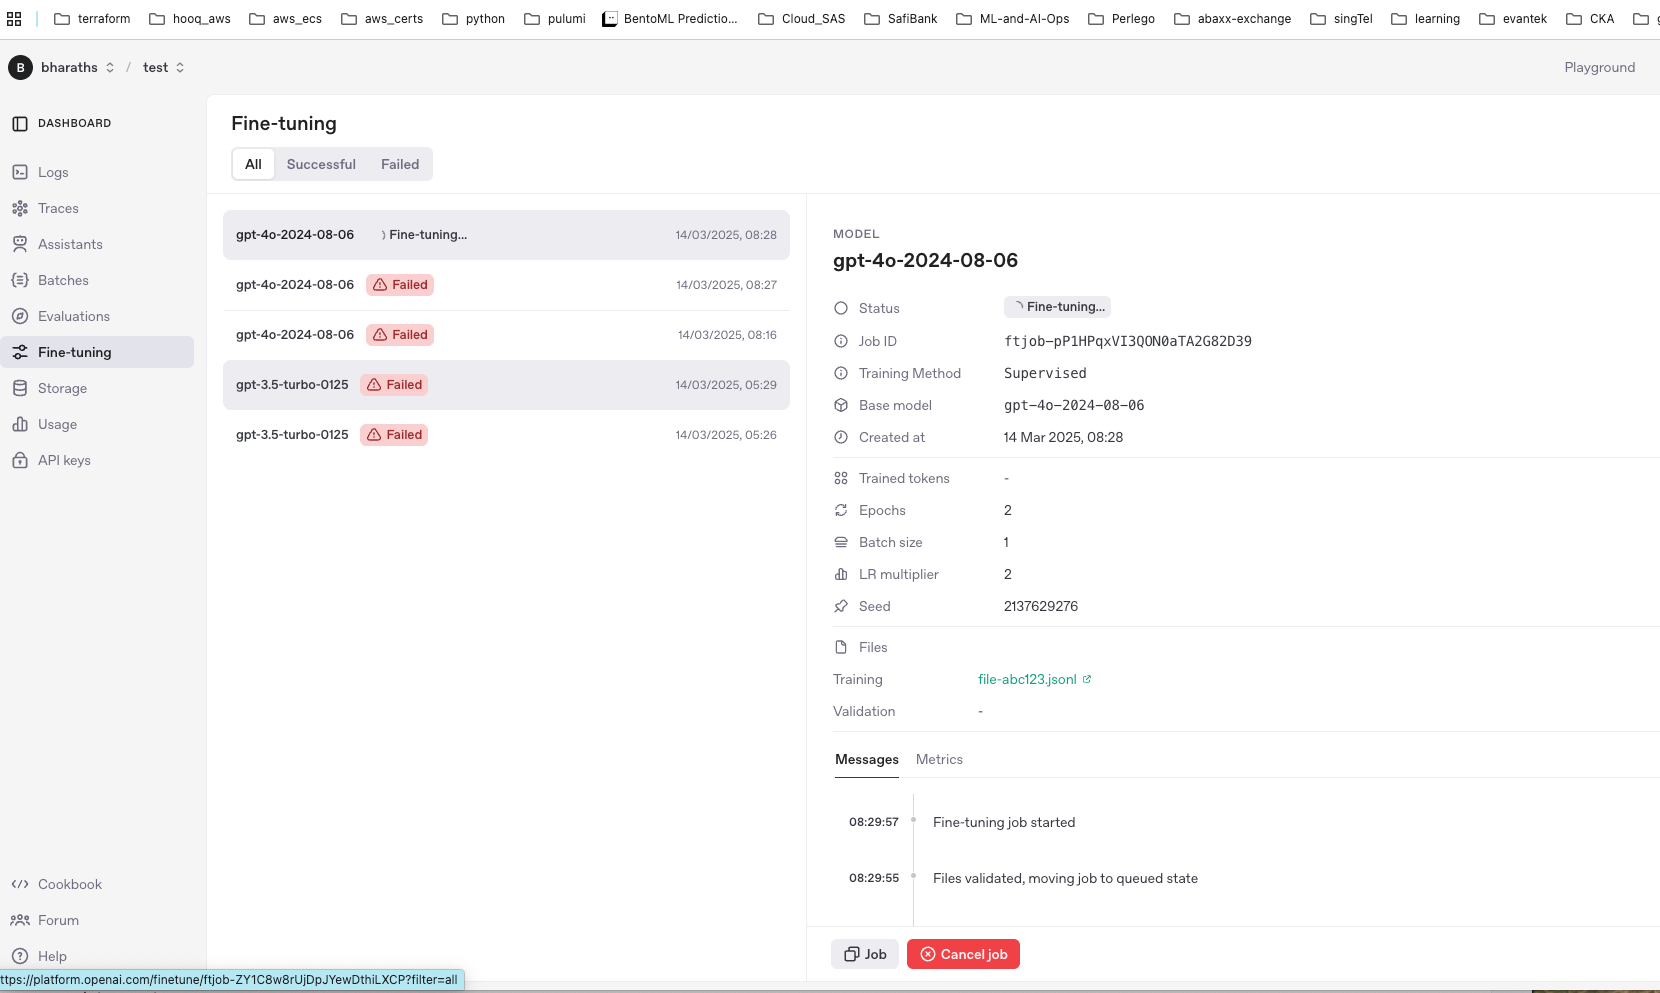 terraform hooq_aws aws_ecs aws_certs python pulumi BentoML Predictio... Cloud_SAS SafiBank ML-and-AI-Ops Perlego abaxx-exchange singTel learning evantek CKA
B bharaths / test Playground
DASHBOARD
Logs
Traces
Assistants
Batches
Evaluations
Fine-tuning
Storage
Usage
API keys
Cookbook
Forum
Help
ttps://platform.openai.com/finetune/ftjob-ZY1C8w8rUjDpJYewDthiLXCP?filter=all
Fine-tuning
All Successful Failed
gpt-4o-2024-08-06 Fine-tuning... 14/03/2025, 08:28
gpt-4o-2024-08-06 Failed 14/03/2025, 08:27
gpt-4o-2024-08-06 Failed 14/03/2025, 08:16
gpt-3.5-turbo-0125 Failed 14/03/2025, 05:29
gpt-3.5-turbo-0125 Failed 14/03/2025, 05:26
MODEL
gpt-4o-2024-08-06
Status Fine-tuning...
Job ID ftjob-pP1HPqxVI3QON0aTA2G82D39
Training Method Supervised
Base model gpt-4o-2024-08-06
Created at 14 Mar 2025, 08:28
Trained tokens -
Epochs 2
Batch size 1
LR multiplier 2
Seed 2137629276
Files
Training file-abc123.jsonl
Validation -
Messages Metrics
08:29:57 Fine-tuning job started
08:29:55 Files validated, moving job to queued state
Job Cancel job